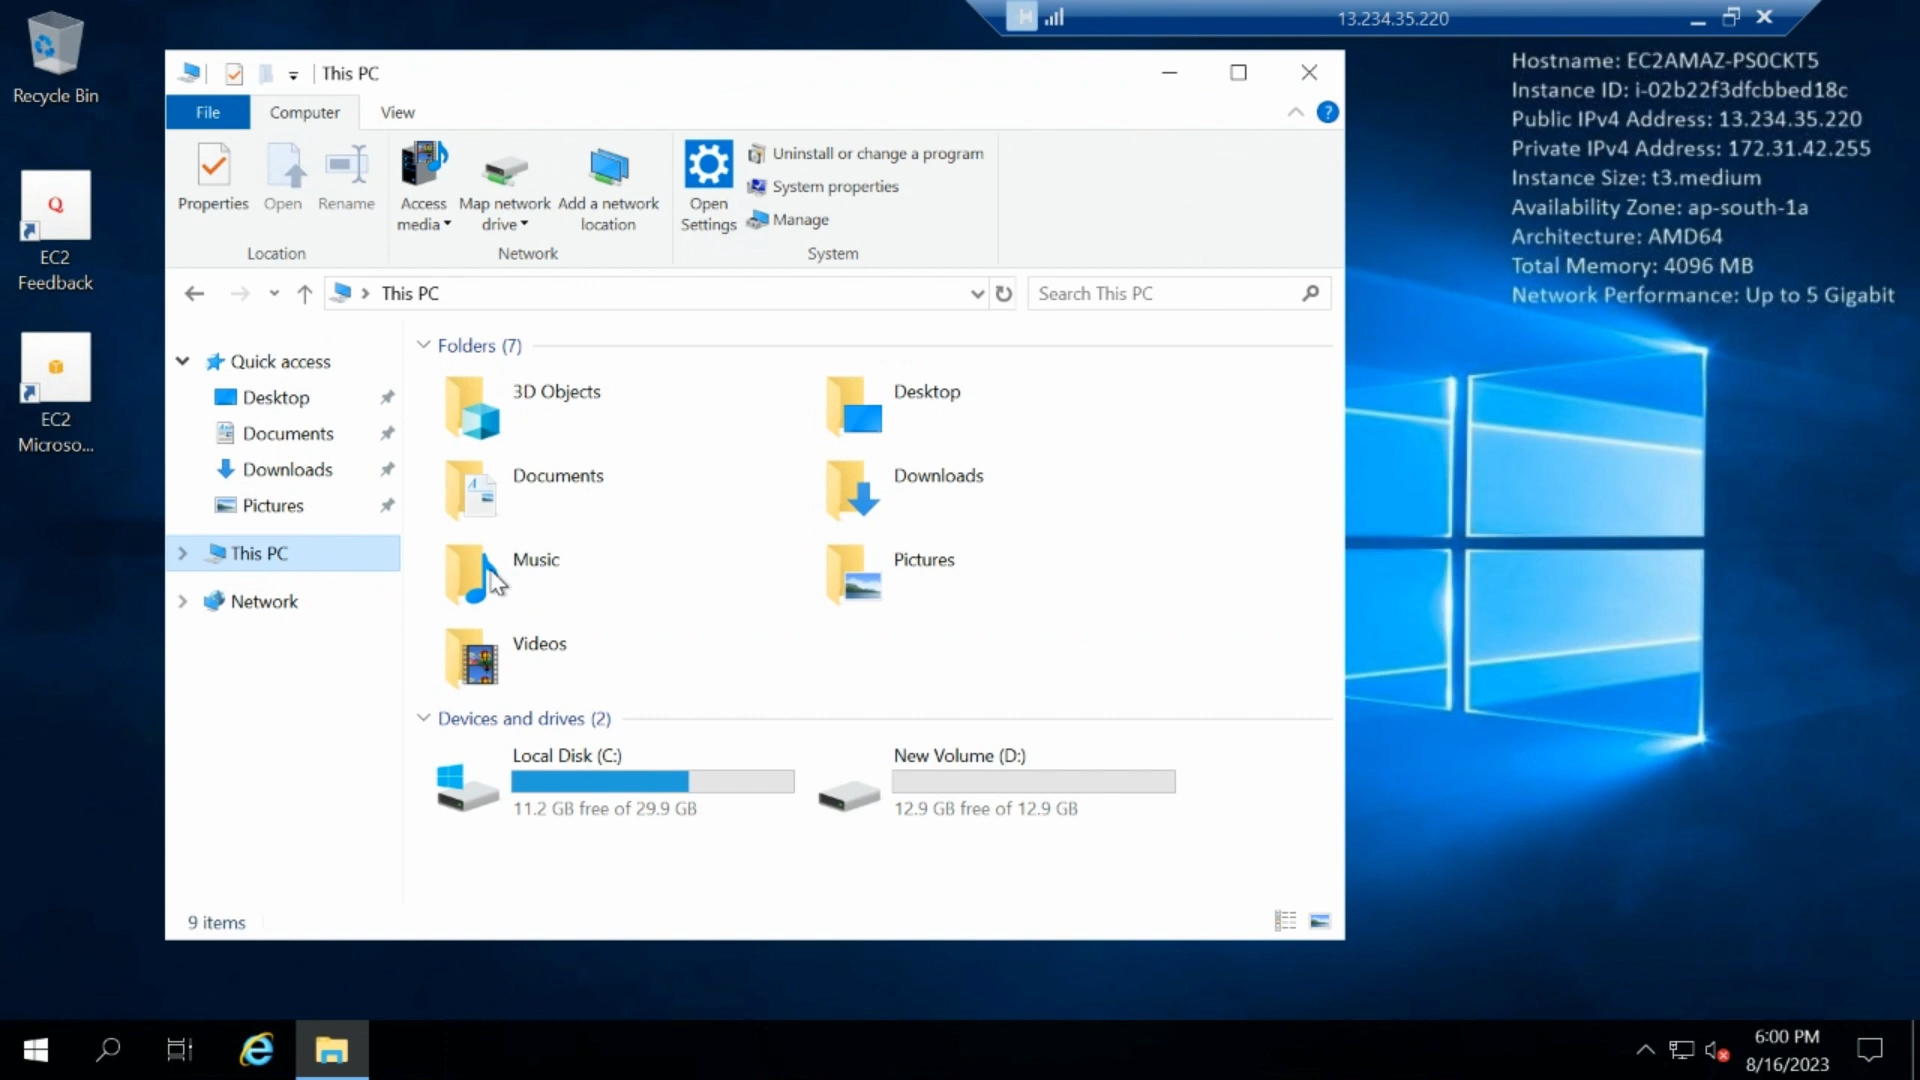 13.234.35.220
Hostname: EC2AMAZ-PS0CKT5
Instance ID: i-02b22f3dfcbbed18c
Public IPv4 Address: 13.234.35.220
Private IPv4 Address: 172.31.42.255
Instance Size: t3.medium
Availability Zone: ap-south-1a
Architecture: AMD64
Total Memory: 4096 MB
Network Performance: Up to 5 Gigabit
Recycle Bin
Q
EC2
Feedback
EC2
Microso...
This PC
File
Computer
View
?
Properties
Open
Rename
Access
media
Map network
drive
Add a network
location
Open
Settings
Uninstall or change a program
System properties
Manage
Location
Network
System
This PC
Search This PC
Quick access
Desktop
Documents
Downloads
Pictures
This PC
Network
Folders (7)
3D Objects
Desktop
Documents
Downloads
Music
Pictures
Videos
Devices and drives (2)
Local Disk (C:)
11.2 GB free of 29.9 GB
New Volume (D:)
12.9 GB free of 12.9 GB
9 items
6:00 PM
8/16/2023